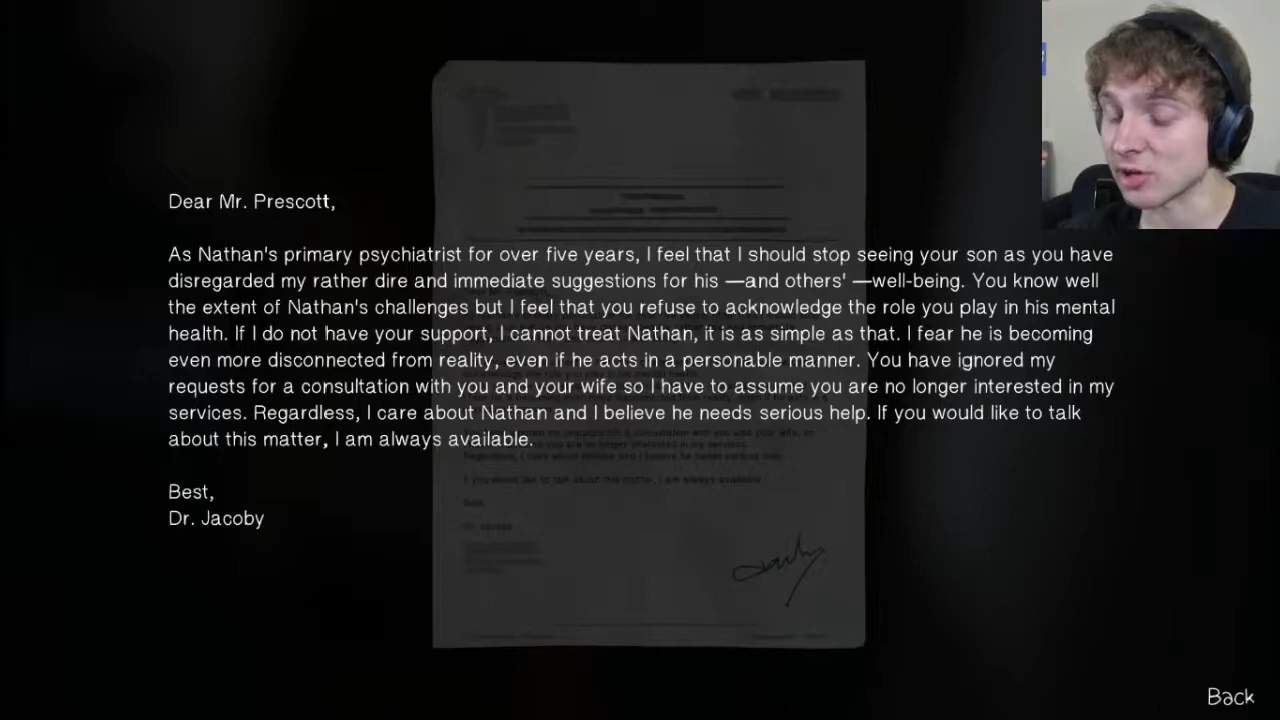 Dear Mr. Prescott,
As Nathan's primary psychiatrist for over five years, I feel that I should stop seeing your son as you have
disregarded my rather dire and immediate suggestions for his —and others' —well-being. You know well
the extent of Nathan's challenges but I feel that you refuse to acknowledge the role you play in his mental
health. If I do not have your support, I cannot treat Nathan, it is as simple as that. I fear he is becoming
even more disconnected from reality, even if he acts in a personable manner. You have ignored my
requests for a consultation with you and your wife so I have to assume you are no longer interested in my
services. Regardless, I care about Nathan and I believe he needs serious help. If you would like to talk
about this matter, I am always available.
Best,
Dr. Jacoby
Back